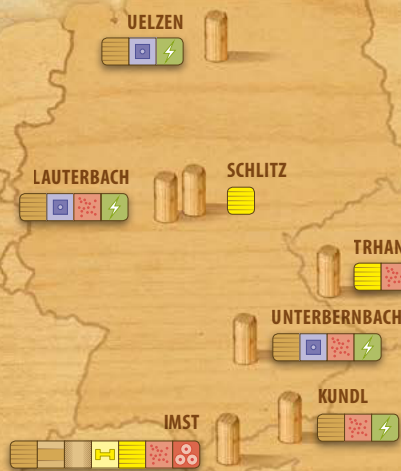 UELZEN
LAUTERBACH
SCHLITZ
TRHAN
UNTERBERNBACH
KUNDL
IMST